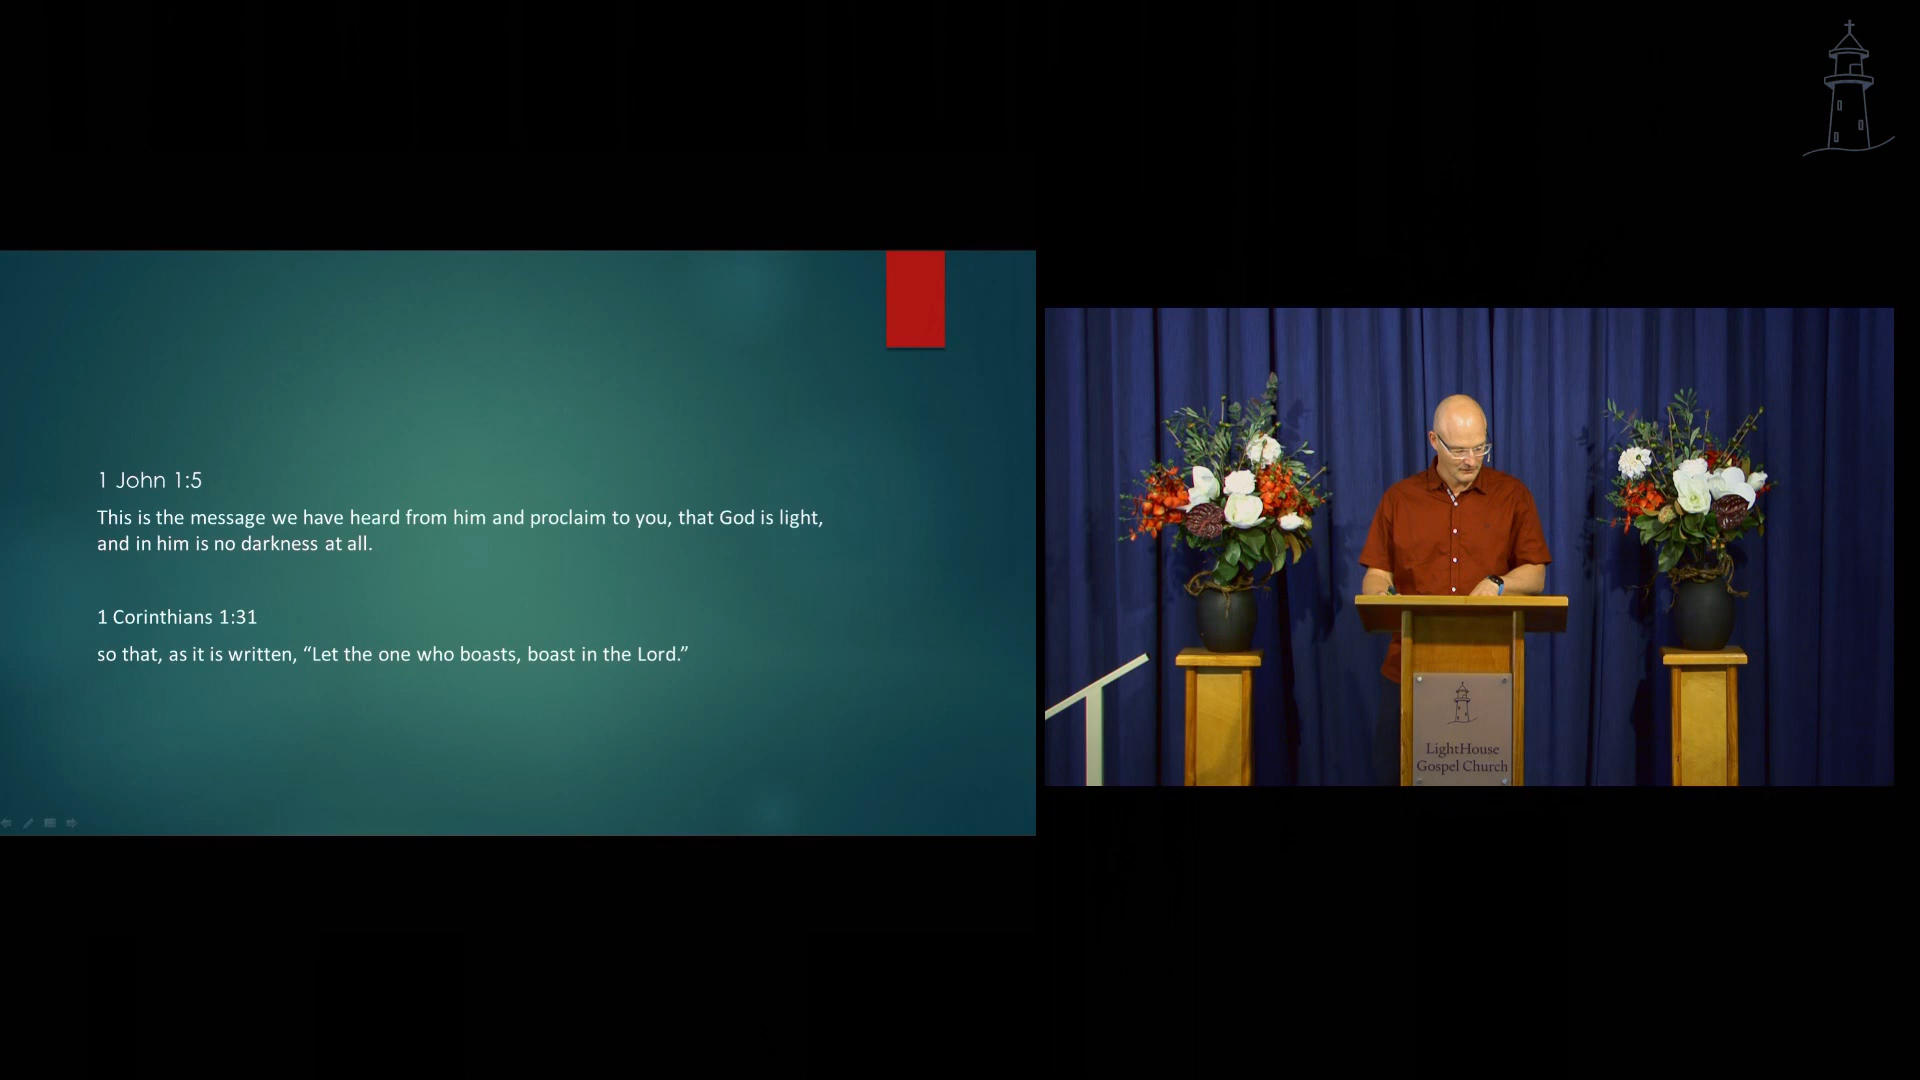 1 John 1:5
This is the message we have heard from him and proclaim to you, that God is light,
and in him is no darkness at all.
1 Corinthians 1:31
so that, as it is written, “Let the one who boasts, boast in the Lord.”
LightHouse
Gospel Church